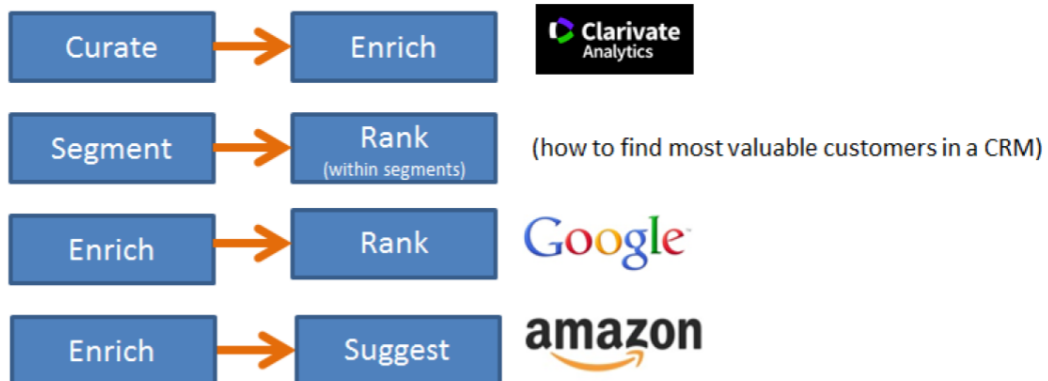 Curate
Enrich
Clarivate
Analytics
Segment
Rank
(within segments)
(how to find most valuable customers in a CRM)
Enrich
Rank
Google
Enrich
Suggest
amazon